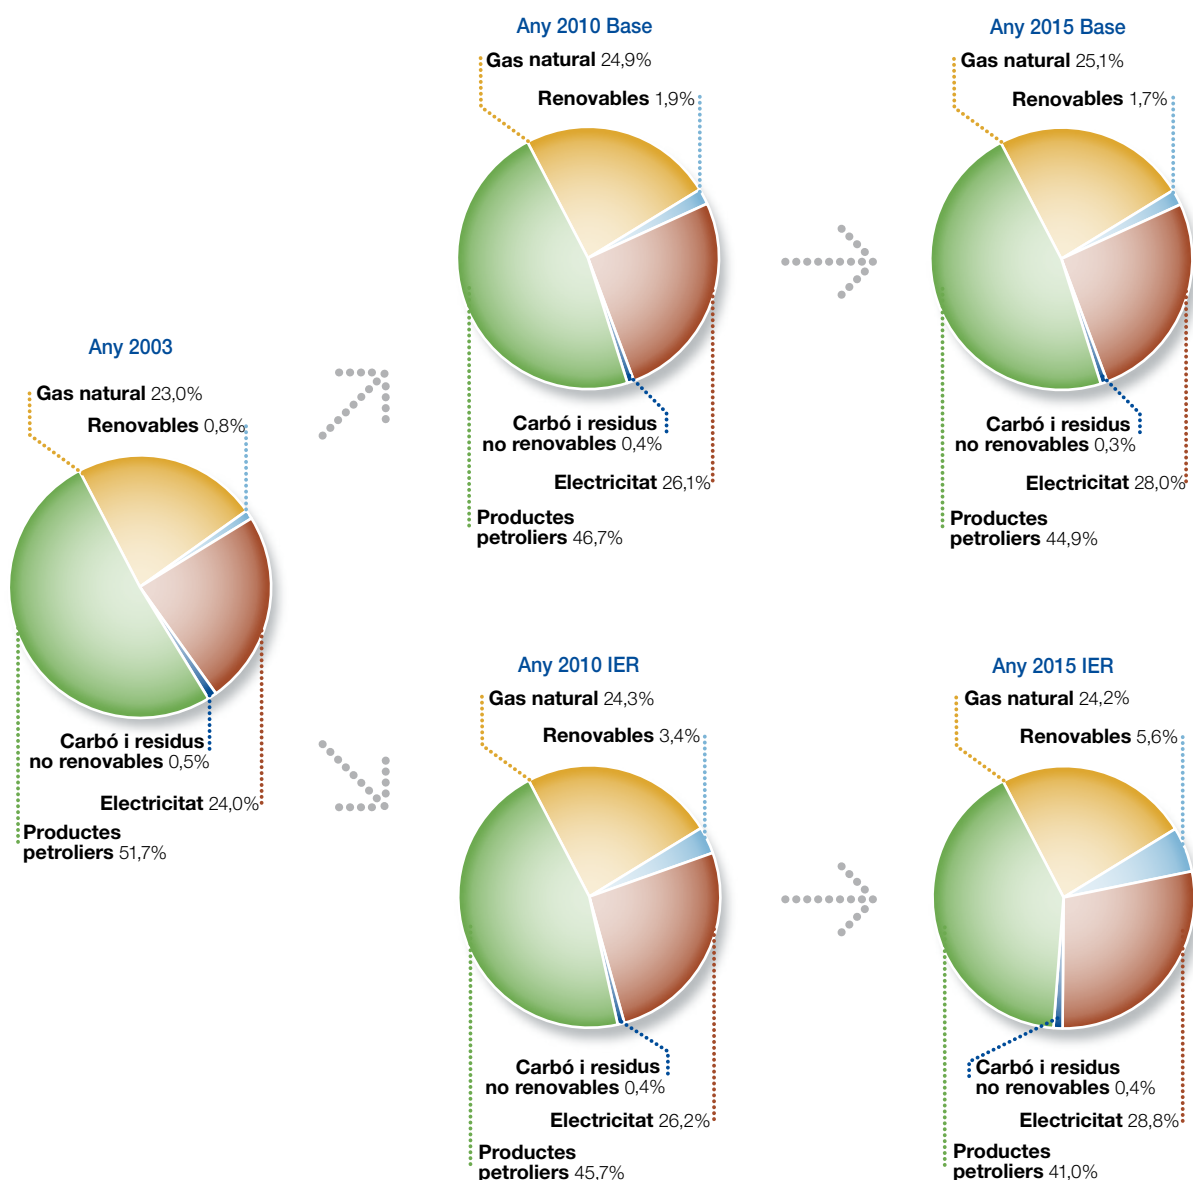 Any 2010 Base
Gas natural 24,9%
Renovables 1,9%
Carbó i residus
no renovables 0,4%
Electricitat 26,1%
Productes
petroliers 46,7%
Any 2015 Base
Gas natural 25,1%
Renovables 1,7%
Carbó i residus
no renovables 0,3%
Electricitat 28,0%
Productes
petroliers 44,9%
Any 2003
Gas natural 23,0%
Renovables 0,8%
Carbó i residus
no renovables 0,5%
Electricitat 24,0%
Productes
petroliers 51,7%
Any 2010 IER
Gas natural 24,3%
Renovables 3,4%
Carbó i residus
no renovables 0,4%
Electricitat 26,2%
Productes
petroliers 45,7%
Any 2015 IER
Gas natural 24,2%
Renovables 5,6%
Carbó i residus
no renovables 0,4%
Electricitat 28,8%
Productes
petroliers 41,0%